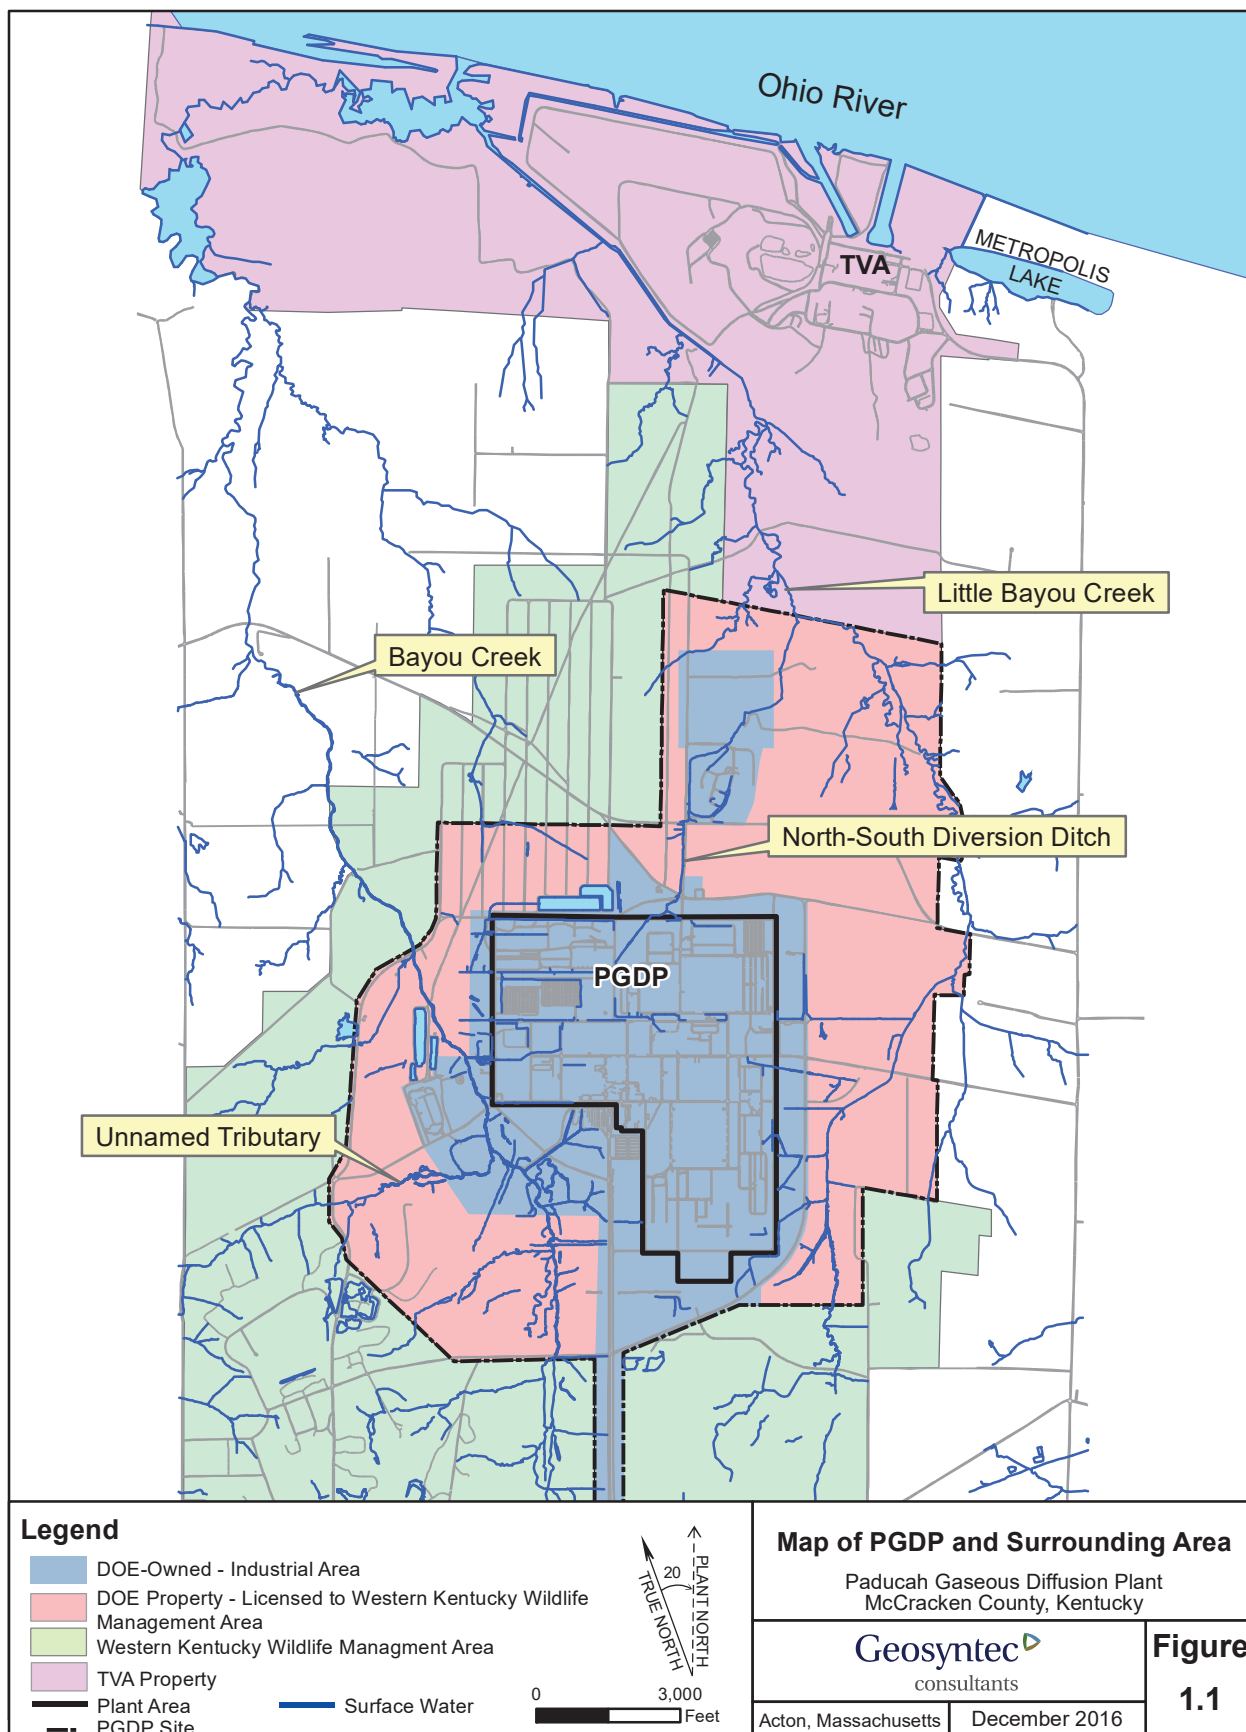 Ohio River
METROPOLIS
LAKE
TVA
Little Bayou Creek
Bayou Creek
North-South Diversion Ditch
PGDP
Unnamed Tributary
Legend
DOE-Owned - Industrial Area
DOE Property - Licensed to Western Kentucky Wildlife
Management Area
Western Kentucky Wildlife Managment Area
TVA Property
Plant Area
Surface Water
PGDP Site
20
TRUE NORTH
PLANT NORTH
0 3,000
Feet
Map of PGDP and Surrounding Area
Paducah Gaseous Diffusion Plant
McCracken County, Kentucky
Geosyntec
consultants
Figure
1.1
Acton, Massachusetts
December 2016